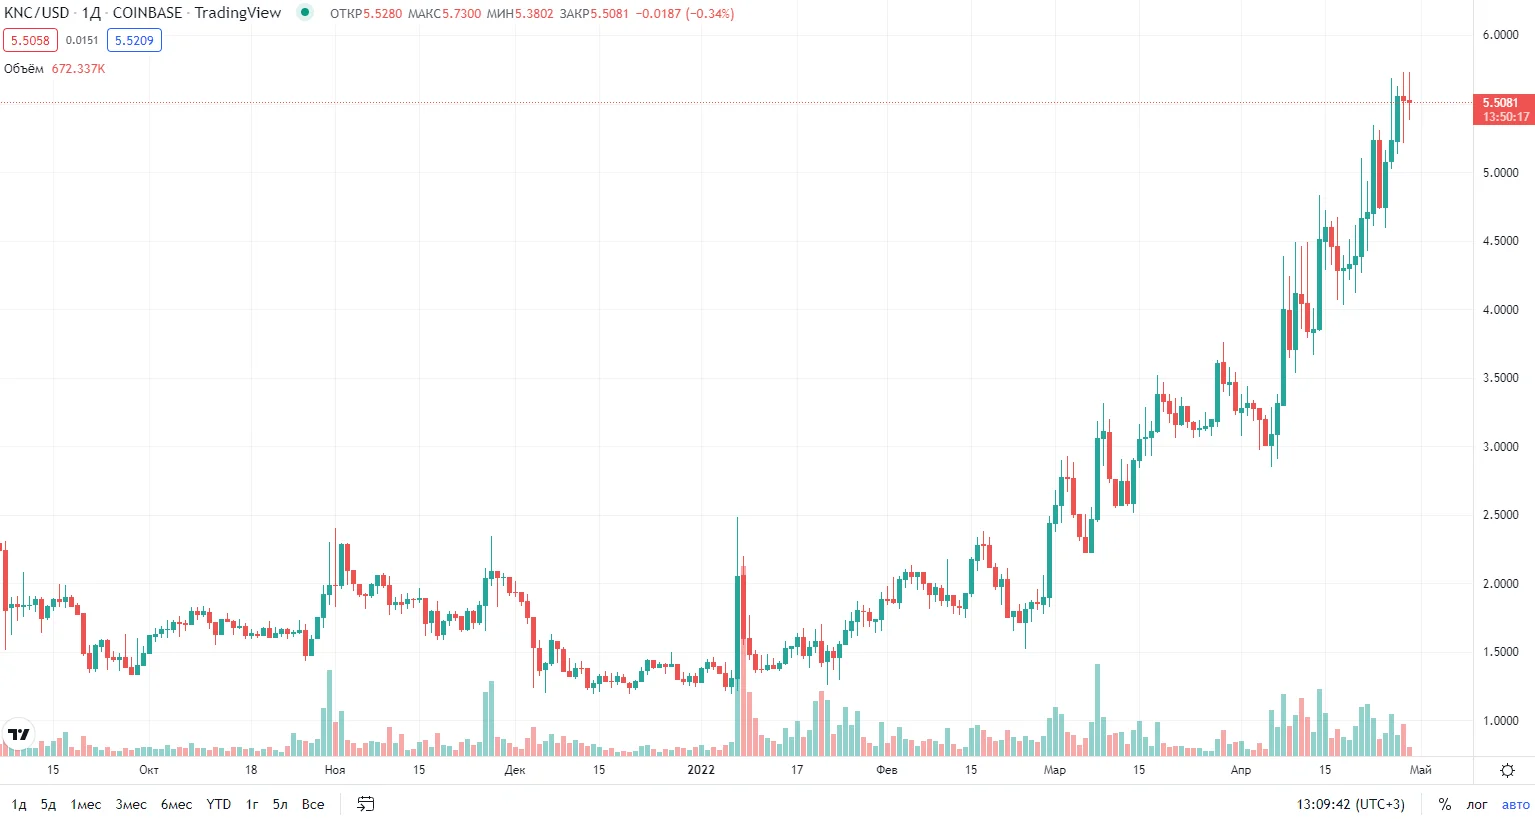 KNC/USD · 1Д · COINBASE · TradingView ОТКР5.5280 МАКС5.7300 МИН5.3802 ЗАКР5.5081 −0.0187 (−0.34%)
5.5058 0.0151 5.5209
Объём 672.337K
6.0000
5.5081
13:50:17
5.0000
4.5000
4.0000
3.5000
3.0000
2.5000
2.0000
1.5000
1.0000
15 Окт 18 Ноя 15 Дек 15 2022 17 Фев 15 Мар 15 Апр 15 Май
1д 5д 1мес 3мес 6мес YTD 1г 5л Все 13:09:42 (UTC+3) % лог авто